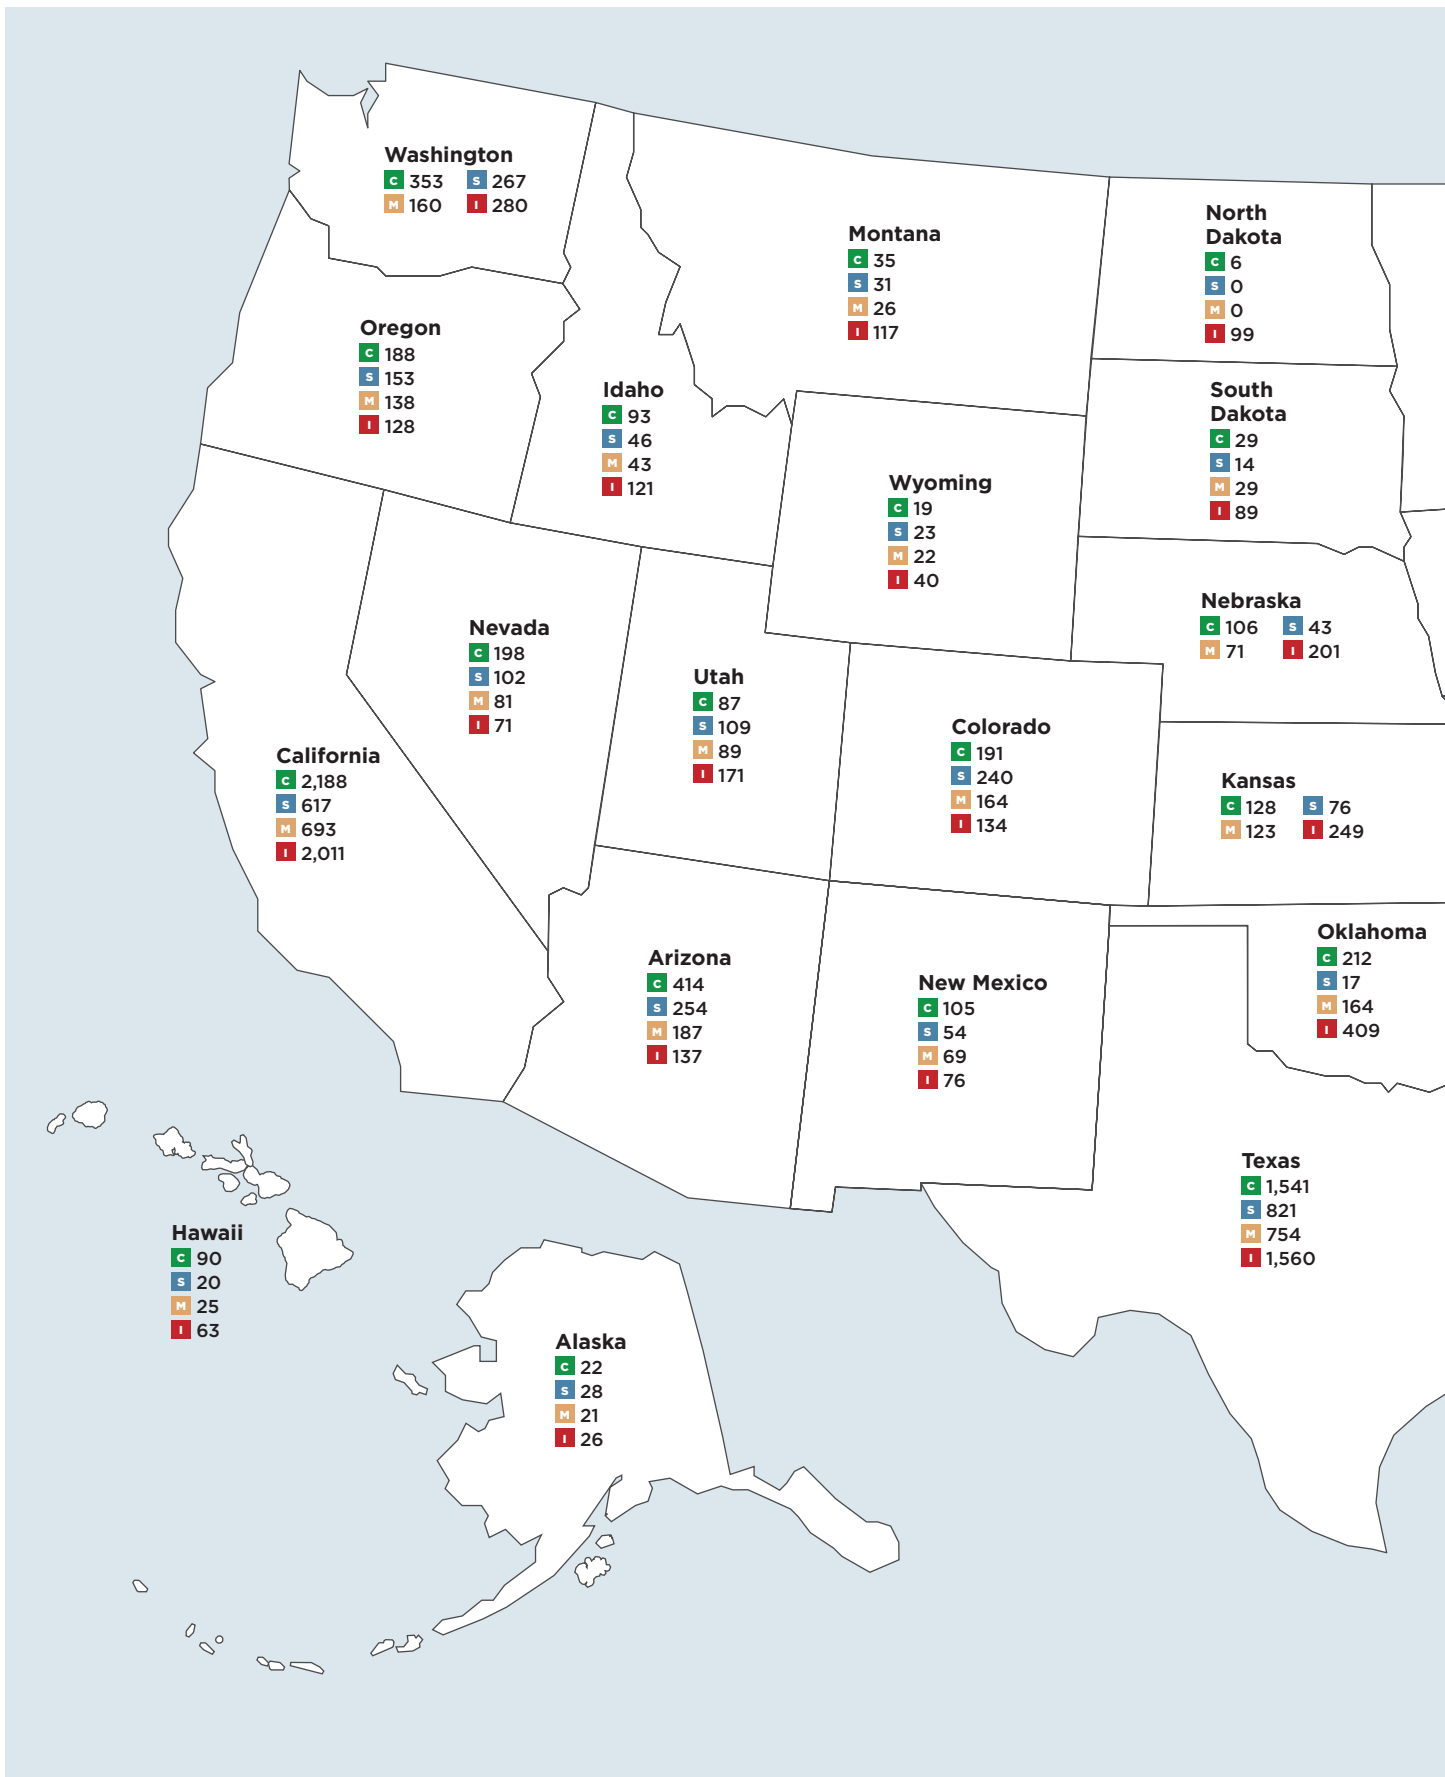 Washington
C 353 S 267
M 160 I 280
Oregon
C 188
S 153
M 138
I 128
Idaho
C 93
S 46
M 43
I 121
Montana
C 35
S 31
M 26
I 117
North
Dakota
C 6
S 0
M 0
I 99
South
Dakota
C 29
S 14
M 29
I 89
Wyoming
C 19
S 23
M 22
I 40
Nebraska
C 106 S 43
M 71 I 201
Nevada
C 198
S 102
M 81
I 71
Utah
C 87
S 109
M 89
I 171
Colorado
C 191
S 240
M 164
I 134
Kansas
C 128 S 76
M 123 I 249
California
C 2,188
S 617
M 693
I 2,011
Arizona
C 414
S 254
M 187
I 137
New Mexico
C 105
S 54
M 69
I 76
Oklahoma
C 212
S 17
M 164
I 409
Texas
C 1,541
S 821
M 754
I 1,560
Hawaii
C 90
S 20
M 25
I 63
Alaska
C 22
S 28
M 21
I 26